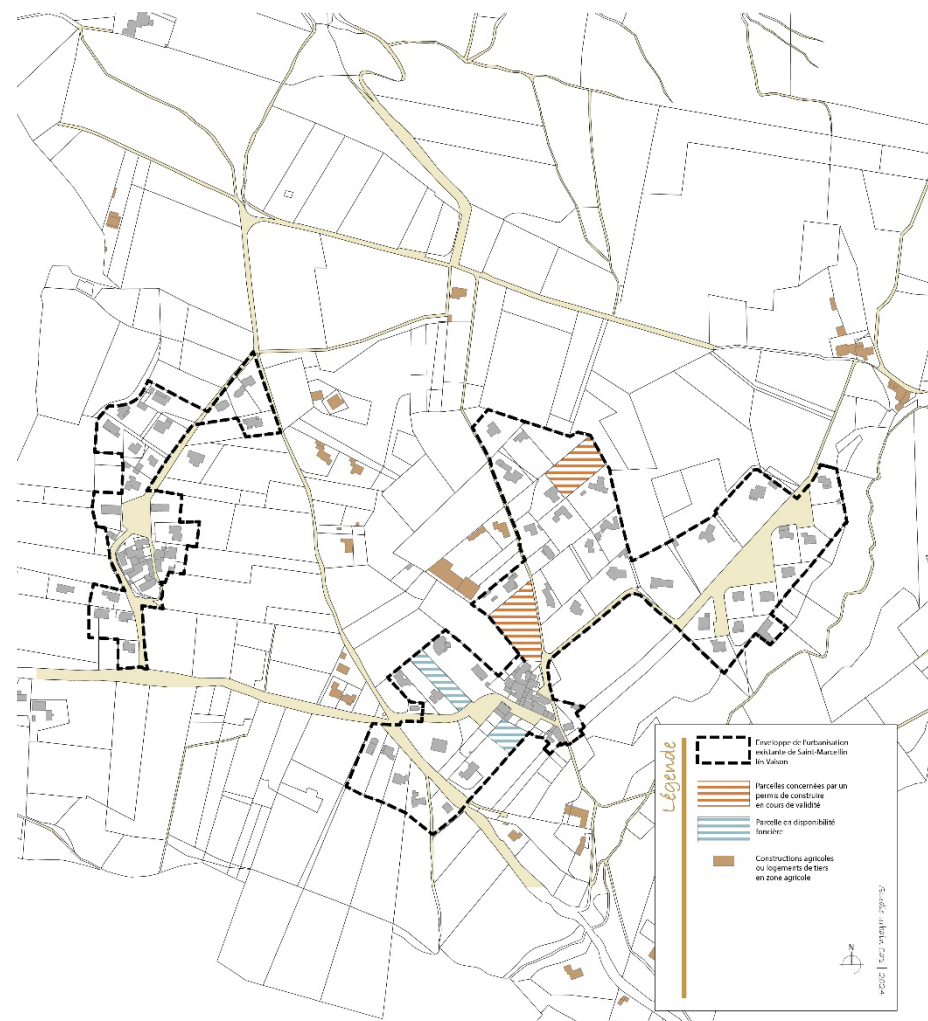 Légende
Enveloppe de l'urbanisation
existante de Saint-Marcellin
lès Vaison
Parcelles concernées par un
permis de construire
en cours de validité
Parcelle en disponibilité
foncière
Constructions agricoles
ou logements de tiers
en zone agricole
N
2024